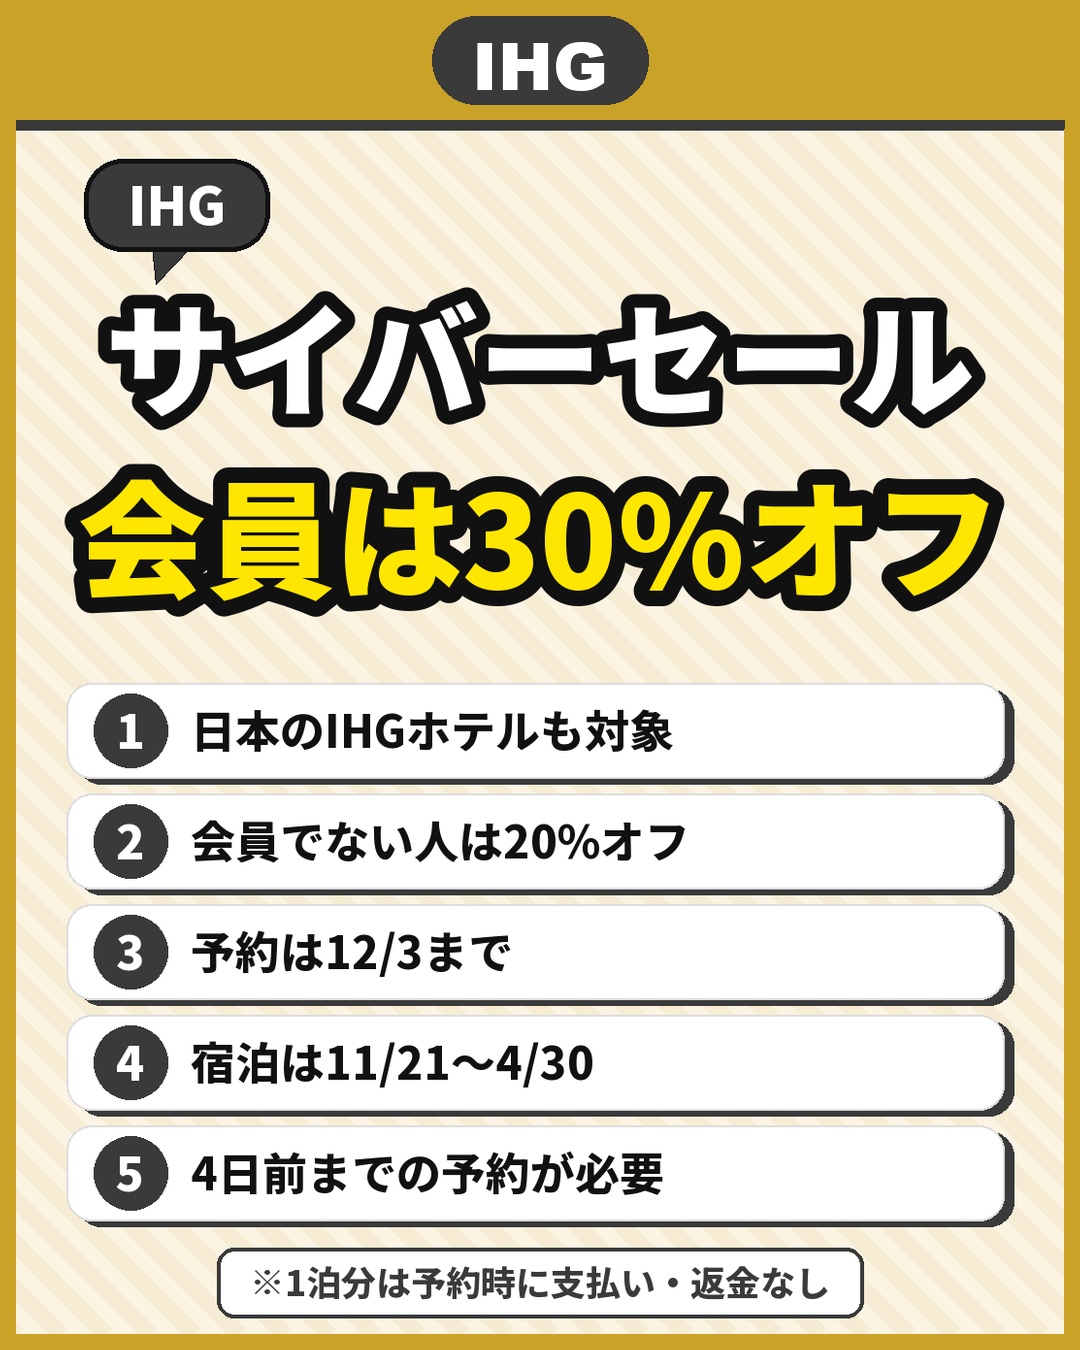 IHG
IHG
サイバーセール
会員は30%オフ
1 日本のIHGホテルも対象
2 会員でない人は20%オフ
3 予約は12/3まで
4 宿泊は11/21〜4/30
5 4日前までの予約が必要
※1泊分は予約時に支払い・返金なし